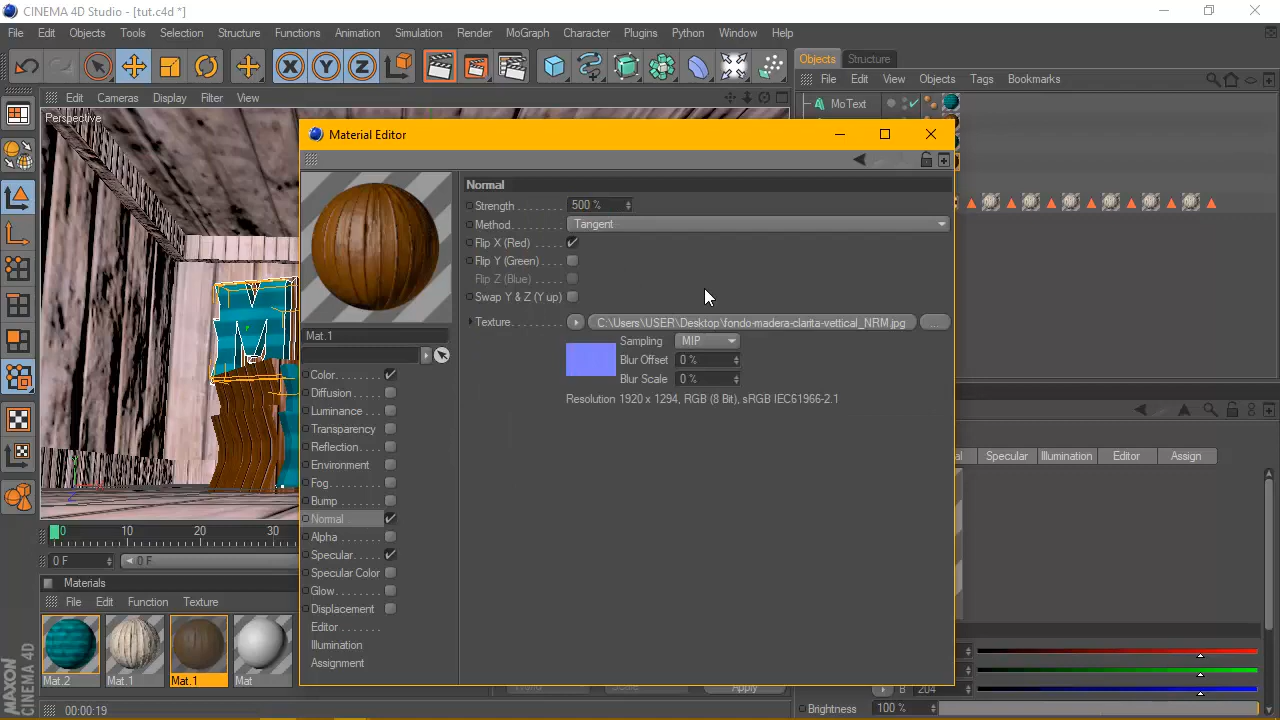 CINEMA 4D Studio - [tut.c4d *]
File Edit Objects Tools Selection Structure Functions Animation Simulation Render MoGraph Character Plugins Python Window Help
X Y Z
Objects Structure
File Edit View Objects Tags Bookmarks
Edit Cameras Display Filter View
Perspective
MoText
Material Editor
Normal
Strength 500 %
Method Tangent
Flip X (Red)
Flip Y (Green)
Flip Z (Blue)
Swap Y & Z (Y up)
Texture C:\Users\USER\Desktop\fondo-madera-clarita-vettical_NRM.jpg ...
Sampling MIP
Blur Offset 0 %
Blur Scale 0 %
Resolution 1920 x 1294, RGB (8 Bit), sRGB IEC61966-2.1
Mat.1
Color
Diffusion
Luminance
Transparency
Reflection
Environment
Fog
Bump
Normal
Alpha
Specular
Specular Color
Glow
Displacement
Editor
Illumination
Assignment
Specular Illumination Editor Assign
0 10 20 30
0 F 0 F
Materials
File Edit Function Texture
Mat.2 Mat.1 Mat.1 Mat
Apply
B 204
Brightness 100 %
MAXON CINEMA 4D
00:00:19